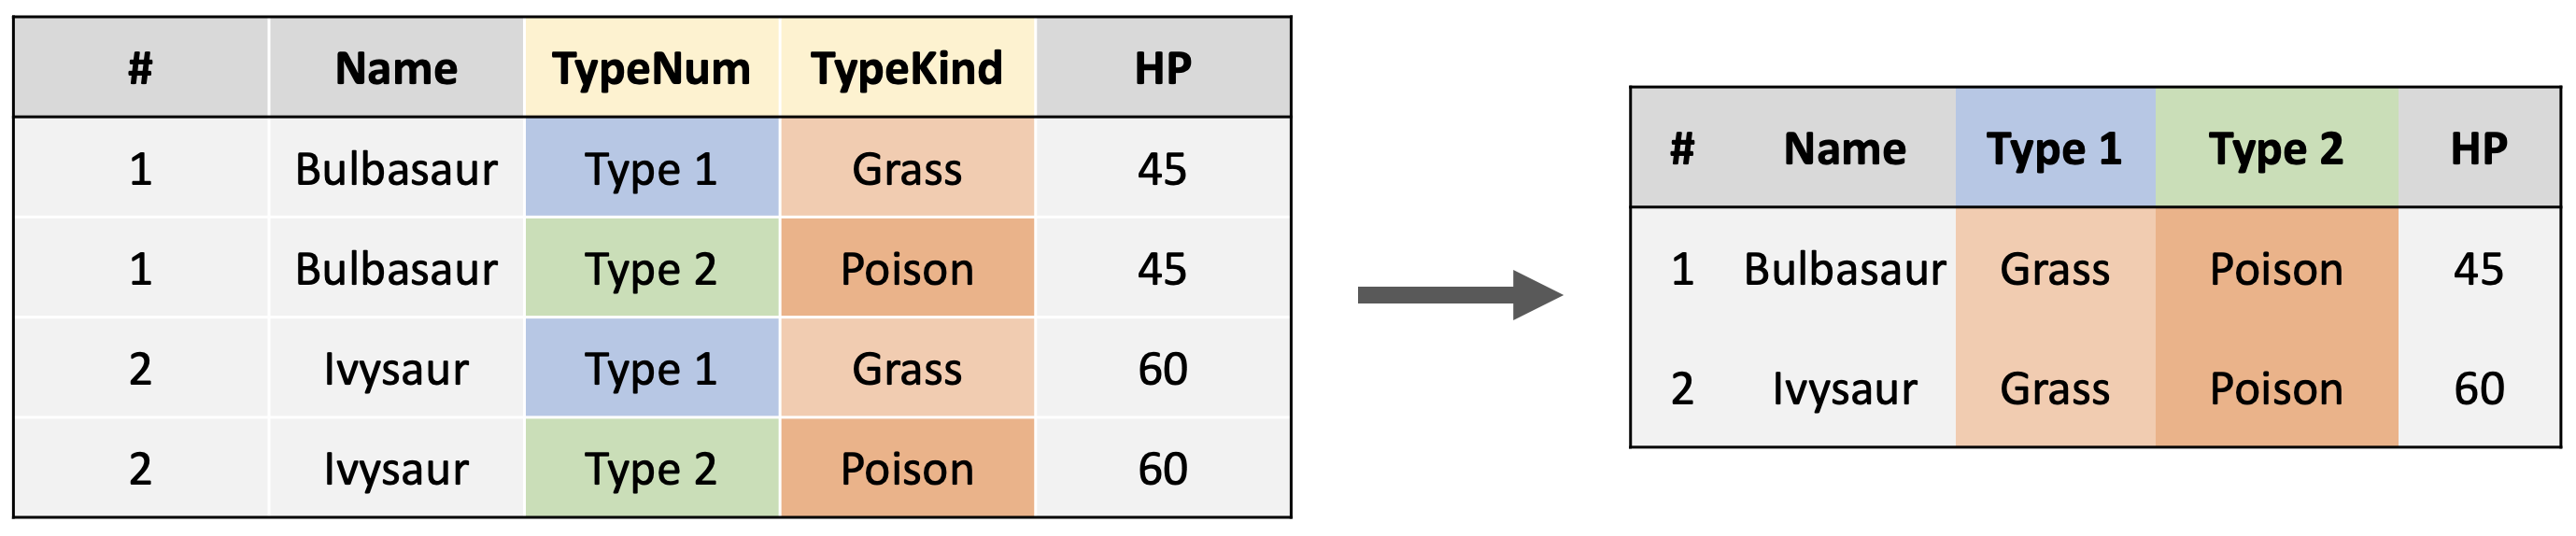 # Name TypeNum TypeKind HP
1 Bulbasaur Type 1 Grass 45
1 Bulbasaur Type 2 Poison 45
2 Ivysaur Type 1 Grass 60
2 Ivysaur Type 2 Poison 60
# Name Type 1 Type 2 HP
1 Bulbasaur Grass Poison 45
2 Ivysaur Grass Poison 60